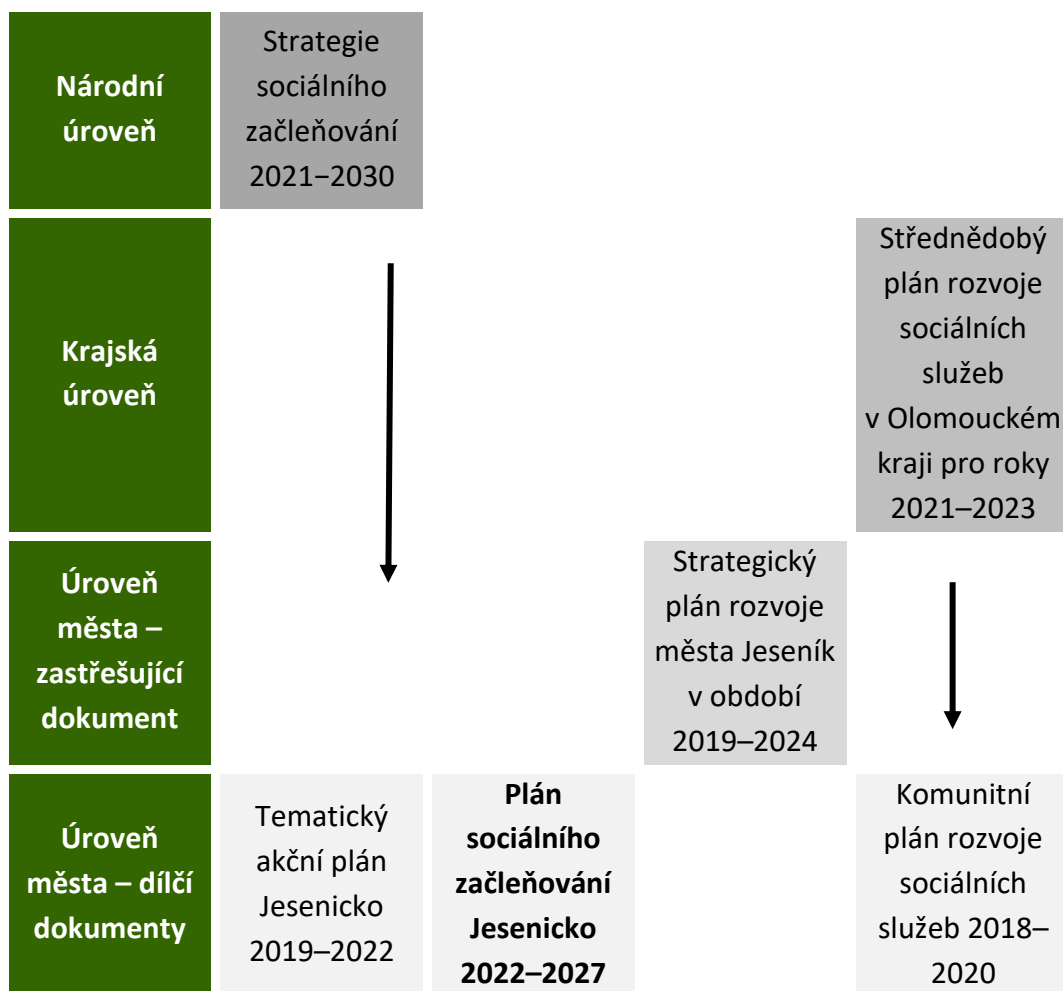 Národní
úroveň
Strategie
sociálního
začleňování
2021−2030
Krajská
úroveň
Střednědobý
plán rozvoje
sociálních
služeb
v Olomouckém
kraji pro roky
2021–2023
Úroveň
města –
zastřešující
dokument
Strategický
plán rozvoje
města Jeseník
v období
2019–2024
Úroveň
města – dílčí
dokumenty
Tematický
akční plán
Jesenicko
2019–2022
Plán
sociálního
začleňování
Jesenicko
2022–2027
Komunitní
plán rozvoje
sociálních
služeb 2018–
2020